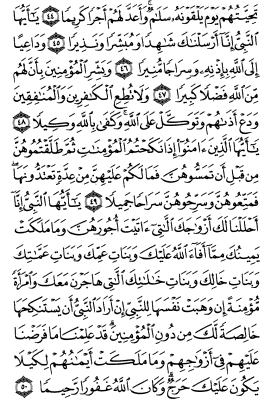 تَحِيَّتُهُمْ يَوْمَ يَلْقَوْنَهُۥ سَلَٰمٌ وَأَعَدَّ لَهُمْ أَجْرًا كَرِيمًا ٤٤ يَٰٓأَيُّهَا
ٱلنَّبِىُّ إِنَّآ أَرْسَلْنَٰكَ شَٰهِدًا وَمُبَشِّرًا وَنَذِيرًا ٤٥ وَدَاعِيًا
إِلَى ٱللَّهِ بِإِذْنِهِۦ وَسِرَاجًا مُّنِيرًا ٤٦ وَبَشِّرِ ٱلْمُؤْمِنِينَ بِأَنَّ لَهُم
مِّنَ ٱللَّهِ فَضْلًا كَبِيرًا ٤٧ وَلَا تُطِعِ ٱلْكَٰفِرِينَ وَٱلْمُنَٰفِقِينَ
وَدَعْ أَذَىٰهُمْ وَتَوَكَّلْ عَلَى ٱللَّهِ وَكَفَىٰ بِٱللَّهِ وَكِيلًا ٤٨
يَٰٓأَيُّهَا ٱلَّذِينَ ءَامَنُوٓا۟ إِذَا نَكَحْتُمُ ٱلْمُؤْمِنَٰتِ ثُمَّ طَلَّقْتُمُوهُنَّ
مِن قَبْلِ أَن تَمَسُّوهُنَّ فَمَا لَكُمْ عَلَيْهِنَّ مِنْ عِدَّةٍ تَعْتَدُّونَهَا
فَمَتِّعُوهُنَّ وَسَرِّحُوهُنَّ سَرَاحًا جَمِيلًا ٤٩ يَٰٓأَيُّهَا ٱلنَّبِىُّ إِنَّآ
أَحْلَلْنَا لَكَ أَزْوَٰجَكَ ٱلَّٰتِىٓ ءَاتَيْتَ أُجُورَهُنَّ وَمَا مَلَكَتْ
يَمِينُكَ مِمَّآ أَفَآءَ ٱللَّهُ عَلَيْكَ وَبَنَاتِ عَمِّكَ وَبَنَاتِ عَمَّٰتِكَ
وَبَنَاتِ خَالِكَ وَبَنَاتِ خَٰلَٰتِكَ ٱلَّٰتِى هَاجَرْنَ مَعَكَ وَٱمْرَأَةً
مُّؤْمِنَةً إِن وَهَبَتْ نَفْسَهَا لِلنَّبِىِّ إِنْ أَرَادَ ٱلنَّبِىُّ أَن يَسْتَنكِحَهَا
خَالِصَةً لَّكَ مِن دُونِ ٱلْمُؤْمِنِينَ قَدْ عَلِمْنَا مَا فَرَضْنَا
عَلَيْهِمْ فِىٓ أَزْوَٰجِهِمْ وَمَا مَلَكَتْ أَيْمَٰنُهُمْ لِكَيْلَا
يَكُونَ عَلَيْكَ حَرَجٌ وَكَانَ ٱللَّهُ غَفُورًا رَّحِيمًا ٥٠